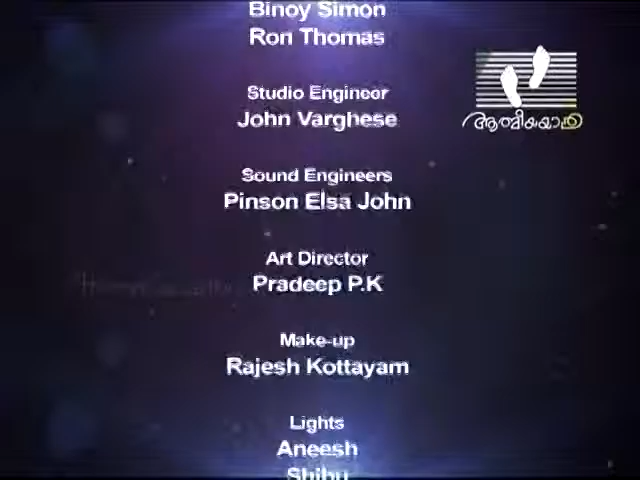 Binoy Simon
Ron Thomas
Studio Engineer
John Varghese
Sound Engineers
Pinson Elsa John
Art Director
Pradeep P.K
Make-up
Rajesh Kottayam
Lights
Aneesh
Shibu